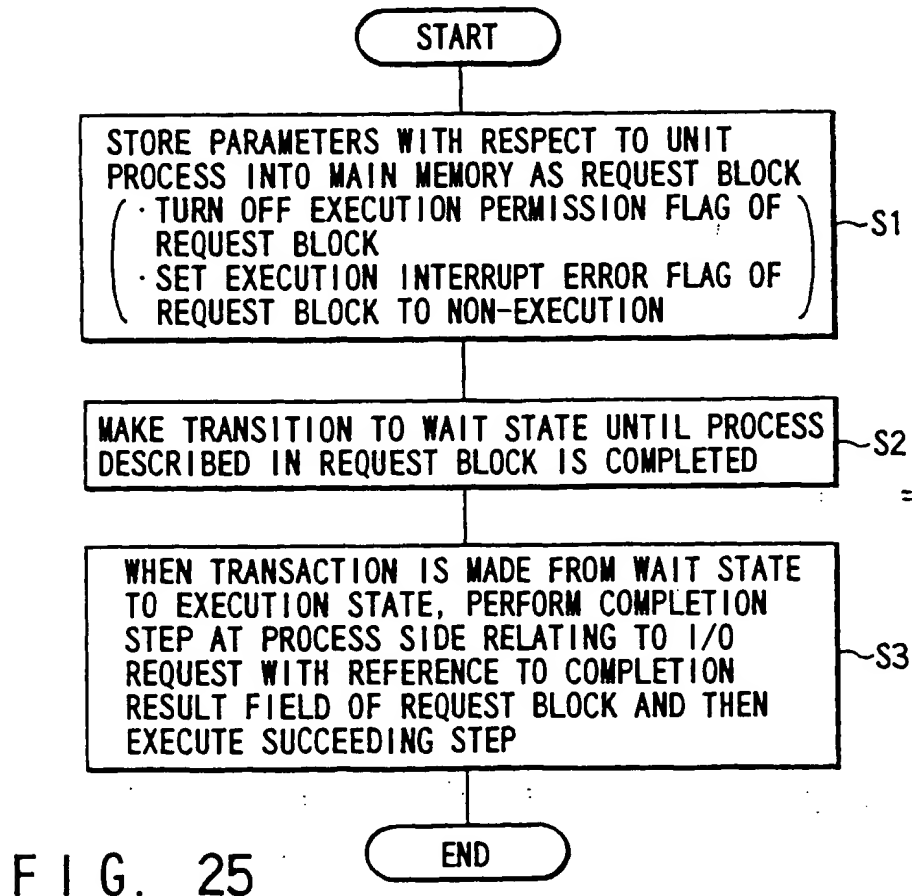 START
STORE PARAMETERS WITH RESPECT TO UNIT
PROCESS INTO MAIN MEMORY AS REQUEST BLOCK
· TURN OFF EXECUTION PERMISSION FLAG OF
REQUEST BLOCK
· SET EXECUTION INTERRUPT ERROR FLAG OF
REQUEST BLOCK TO NON-EXECUTION
S1
MAKE TRANSITION TO WAIT STATE UNTIL PROCESS
DESCRIBED IN REQUEST BLOCK IS COMPLETED
S2
WHEN TRANSACTION IS MADE FROM WAIT STATE
TO EXECUTION STATE, PERFORM COMPLETION
STEP AT PROCESS SIDE RELATING TO I/O
REQUEST WITH REFERENCE TO COMPLETION
RESULT FIELD OF REQUEST BLOCK AND THEN
EXECUTE SUCCEEDING STEP
S3
END
FIG. 25